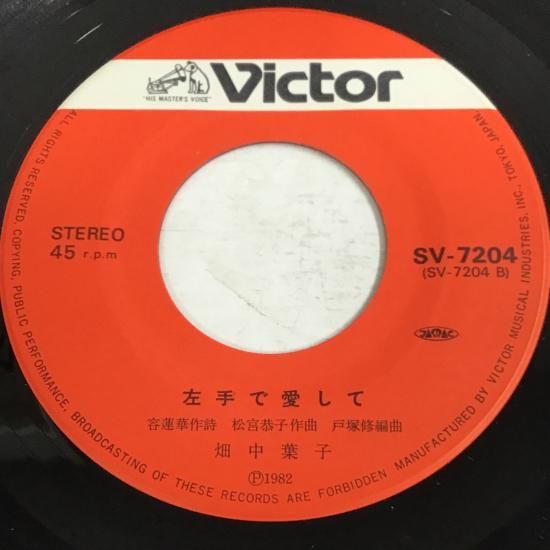 "HIS MASTER'S VOICE"
Victor
STEREO
45 r.p.m
SV-7204
(SV-7204 B)
左手で愛して
容蓮華作詩 松宮恭子作曲 戸塚修編曲
畑中葉子
Ⓟ1982
ALL RIGHTS RESERVED. COPYING, PUBLIC PERFORMANCE, BROADCASTING OF THESE RECORDS ARE FORBIDDEN MANUFACTURED BY VICTOR MUSICAL INDUSTRIES, INC., TOKYO, JAPAN